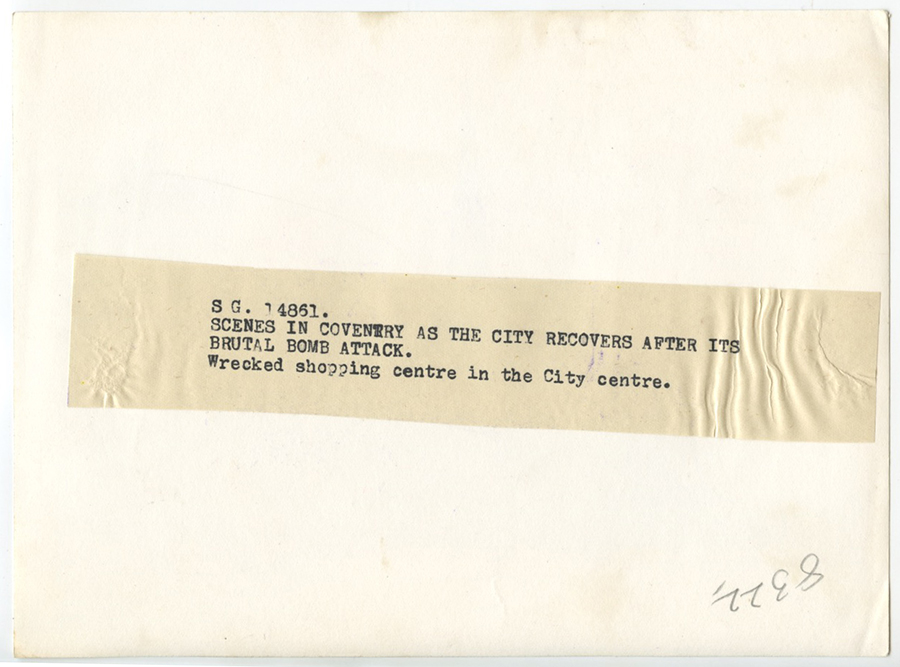 SG. 14861.
SCENES IN COVENTRY AS THE CITY RECOVERS AFTER ITS
BRUTAL BOMB ATTACK.
Wrecked shopping centre in the City centre.